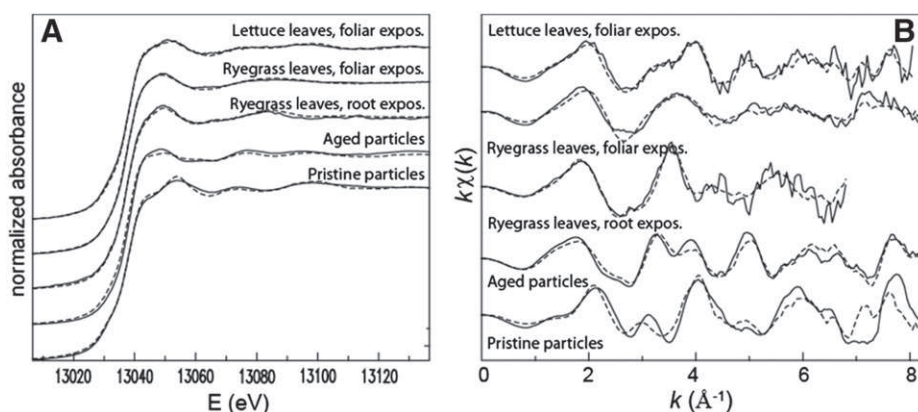 A
Lettuce leaves, foliar expos.
Ryegrass leaves, foliar expos.
Ryegrass leaves, root expos.
Aged particles
Pristine particles
normalized absorbance
13020 13040 13060 13080 13100 13120
E (eV)
B
Lettuce leaves, foliar expos.
Ryegrass leaves, foliar expos.
Ryegrass leaves, root expos.
Aged particles
Pristine particles
kχ(k)
0 2 4 6 8
k (Å⁻¹)